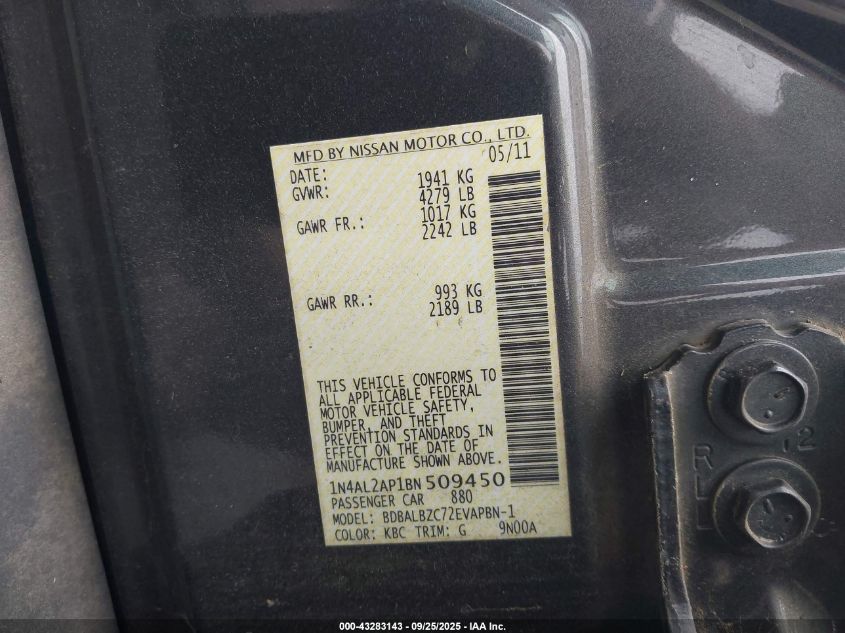 MFD BY NISSAN MOTOR CO., LTD.
DATE: 05/11
GVWR: 1941 KG
4279 LB
GAWR FR.: 1017 KG
2242 LB
GAWR RR.: 993 KG
2189 LB
THIS VEHICLE CONFORMS TO
ALL APPLICABLE FEDERAL
MOTOR VEHICLE SAFETY,
BUMPER, AND THEFT
PREVENTION STANDARDS IN
EFFECT ON THE DATE OF
MANUFACTURE SHOWN ABOVE.
1N4AL2AP1BN509450
PASSENGER CAR 880
MODEL: BDBALBZC72EVAPBN-1
COLOR: KBC TRIM: G 9N00A
12
000-43283143 - 09/25/2025 - IAA Inc.